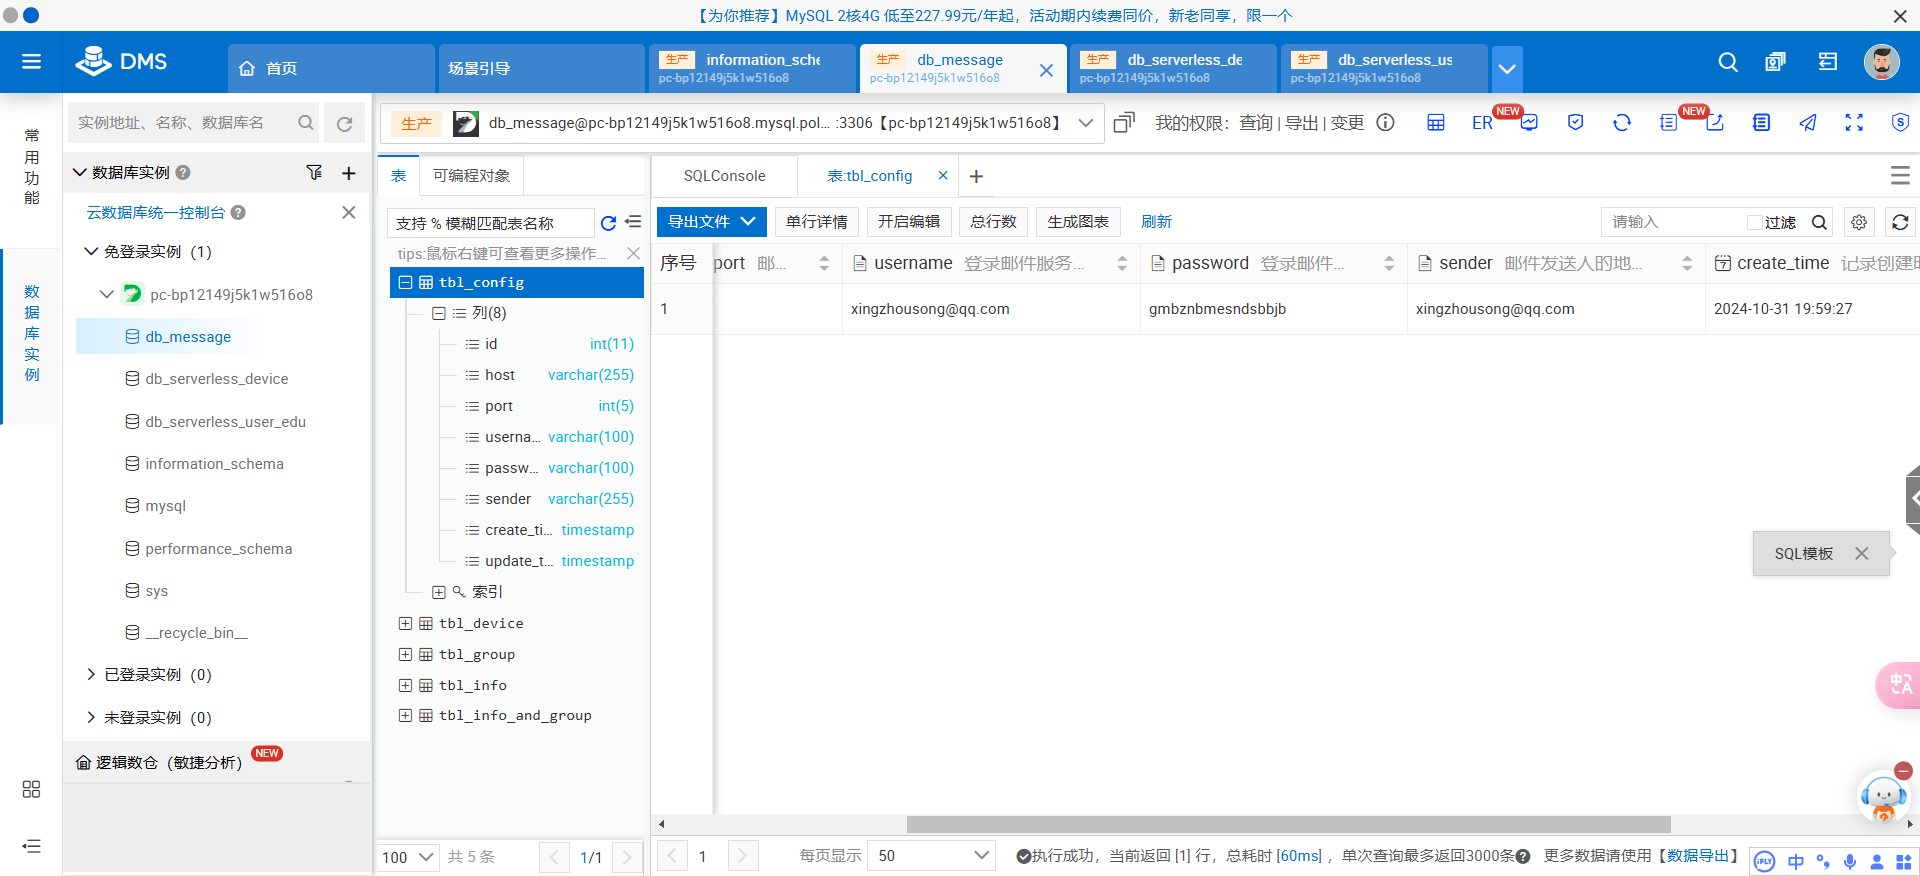 【为你推荐】MySQL 2核4G 低至227.99元/年起，活动期内续费同价，新老同享，限一个
DMS
首页
场景引导
生产 information_sche
pc-bp12149j5k1w516o8
生产 db_message
pc-bp12149j5k1w516o8
生产 db_serverless_de
pc-bp12149j5k1w516o8
生产 db_serverless_us
pc-bp12149j5k1w516o8
常用功能
数据库实例
实例地址、名称、数据库名
数据库实例
云数据库统一控制台
免登录实例 (1)
pc-bp12149j5k1w516o8
db_message
db_serverless_device
db_serverless_user_edu
information_schema
mysql
performance_schema
sys
__recycle_bin__
已登录实例 (0)
未登录实例 (0)
逻辑数仓（敏捷分析） NEW
生产 db_message@pc-bp12149j5k1w516o8.mysql.pol... :3306【pc-bp12149j5k1w516o8】
我的权限：查询 | 导出 | 变更
ER NEW NEW
表 可编程对象
支持 % 模糊匹配表名称
tips:鼠标右键可查看更多操作...
tbl_config
列(8)
id int(11)
host varchar(255)
port int(5)
userna... varchar(100)
passw... varchar(100)
sender varchar(255)
create_ti... timestamp
update_t... timestamp
索引
tbl_device
tbl_group
tbl_info
tbl_info_and_group
100 共 5 条 1/1
SQLConsole 表:tbl_config
导出文件 单行详情 开启编辑 总行数 生成图表 刷新 请输入 过滤
序号 port 邮... username 登录邮件服务... password 登录邮件... sender 邮件发送人的地... create_time 记录创建时
1 xingzhousong@qq.com gmbznbmesndsbbjb xingzhousong@qq.com 2024-10-31 19:59:27
SQL模板
中 A
1 每页显示 50 执行成功，当前返回 [1] 行，总耗时 [60ms]，单次查询最多返回3000条 更多数据请使用【数据导出】
iFLY 中